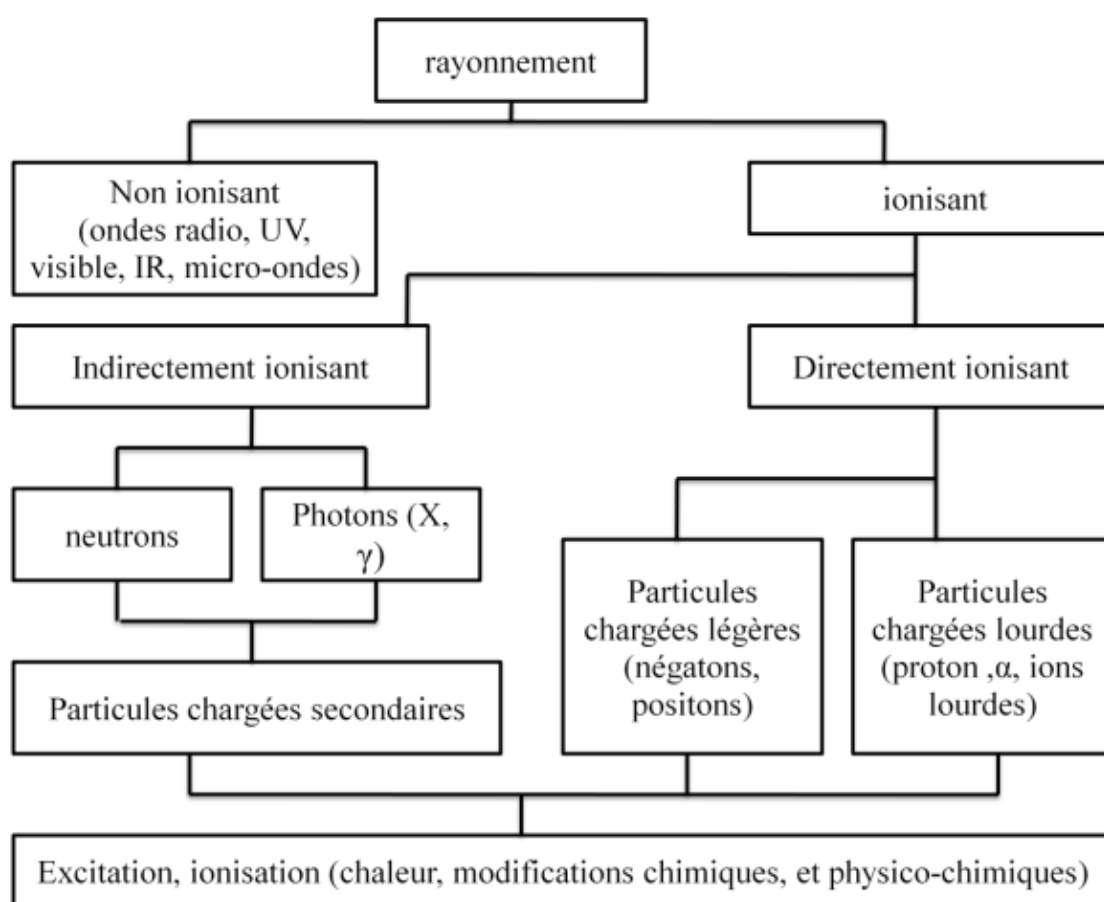 rayonnement
Non ionisant
(ondes radio, UV,
visible, IR, micro-ondes)
ionisant
Indirectement ionisant
Directement ionisant
neutrons
Photons (X,
γ)
Particules
chargées légères
(négatons,
positons)
Particules
chargées lourdes
(proton ,α, ions
lourdes)
Particules chargées secondaires
Excitation, ionisation (chaleur, modifications chimiques, et physico-chimiques)